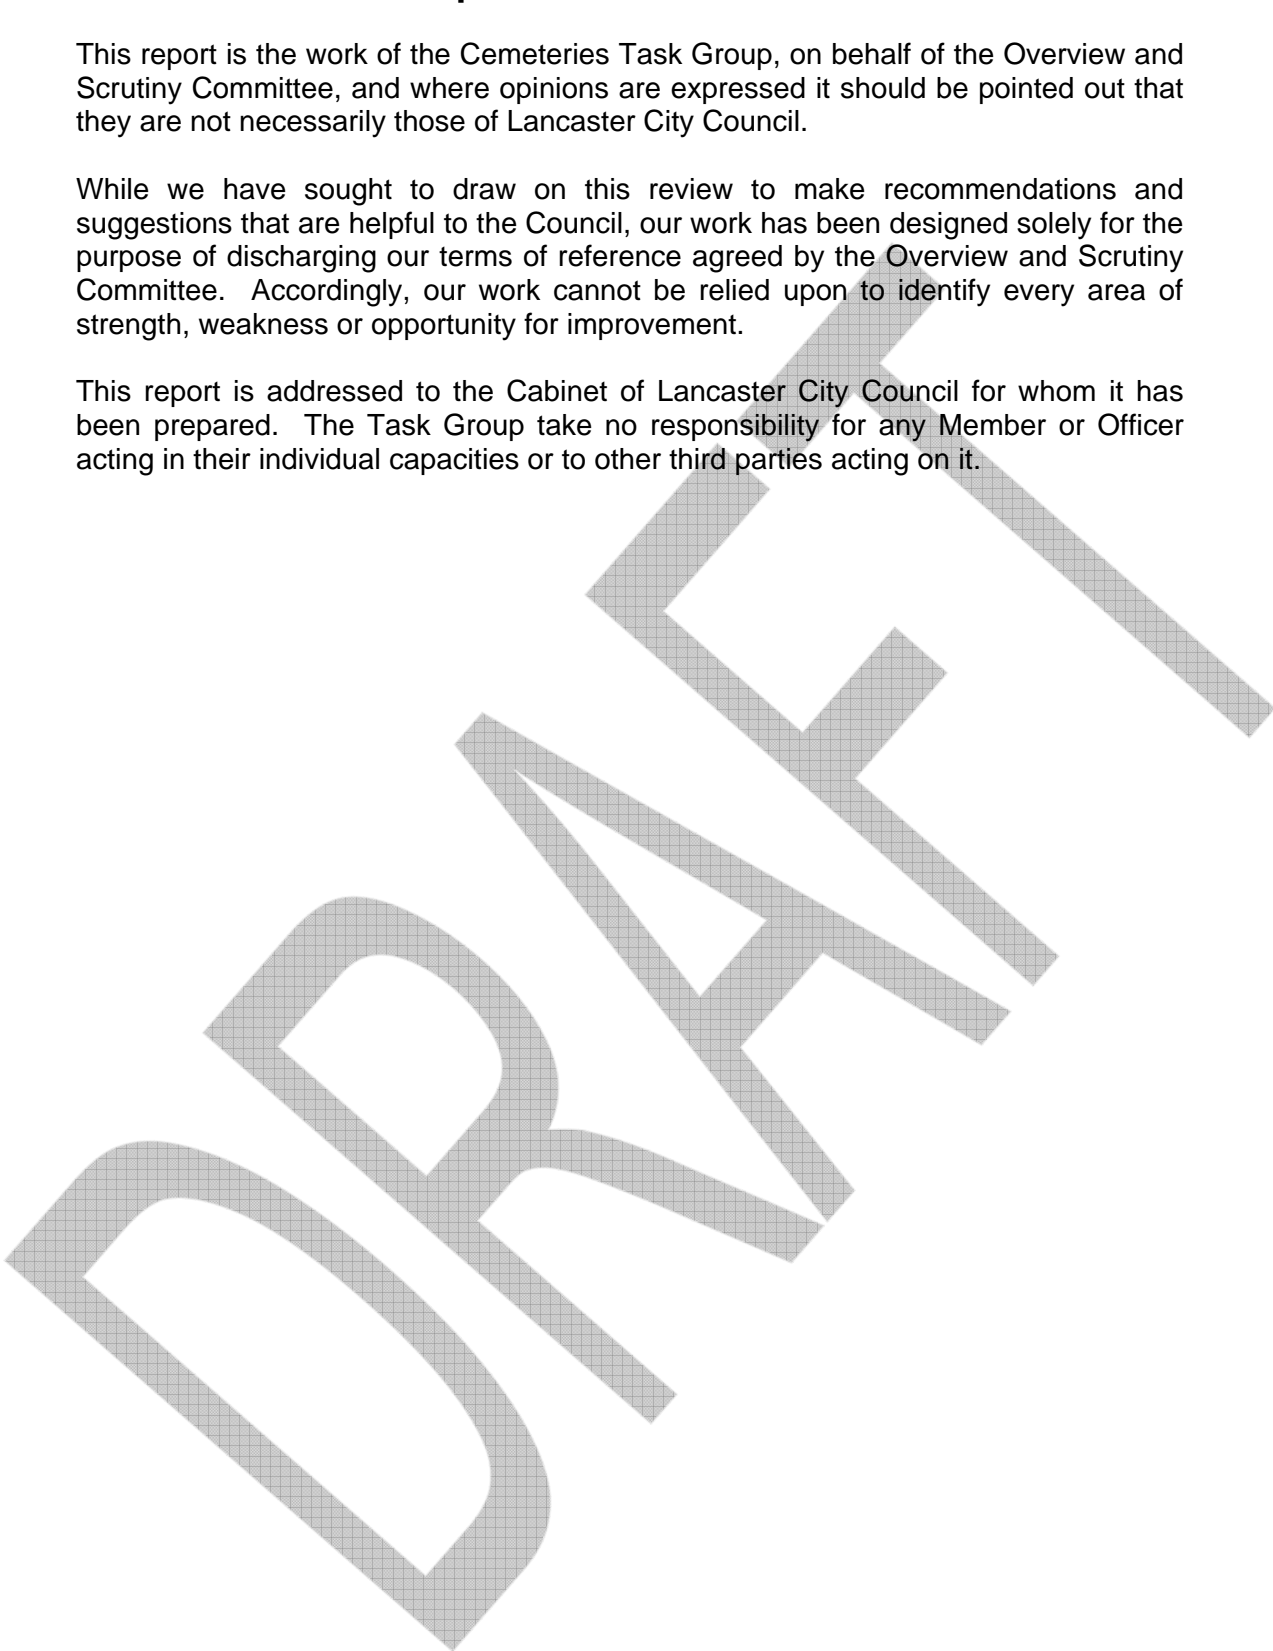 This report is the work of the Cemeteries Task Group, on behalf of the Overview and
Scrutiny Committee, and where opinions are expressed it should be pointed out that
they are not necessarily those of Lancaster City Council.
While we have sought to draw on this review to make recommendations and
suggestions that are helpful to the Council, our work has been designed solely for the
purpose of discharging our terms of reference agreed by the Overview and Scrutiny
Committee. Accordingly, our work cannot be relied upon to identify every area of
strength, weakness or opportunity for improvement.
This report is addressed to the Cabinet of Lancaster City Council for whom it has
been prepared. The Task Group take no responsibility for any Member or Officer
acting in their individual capacities or to other third parties acting on it.
DRAFT